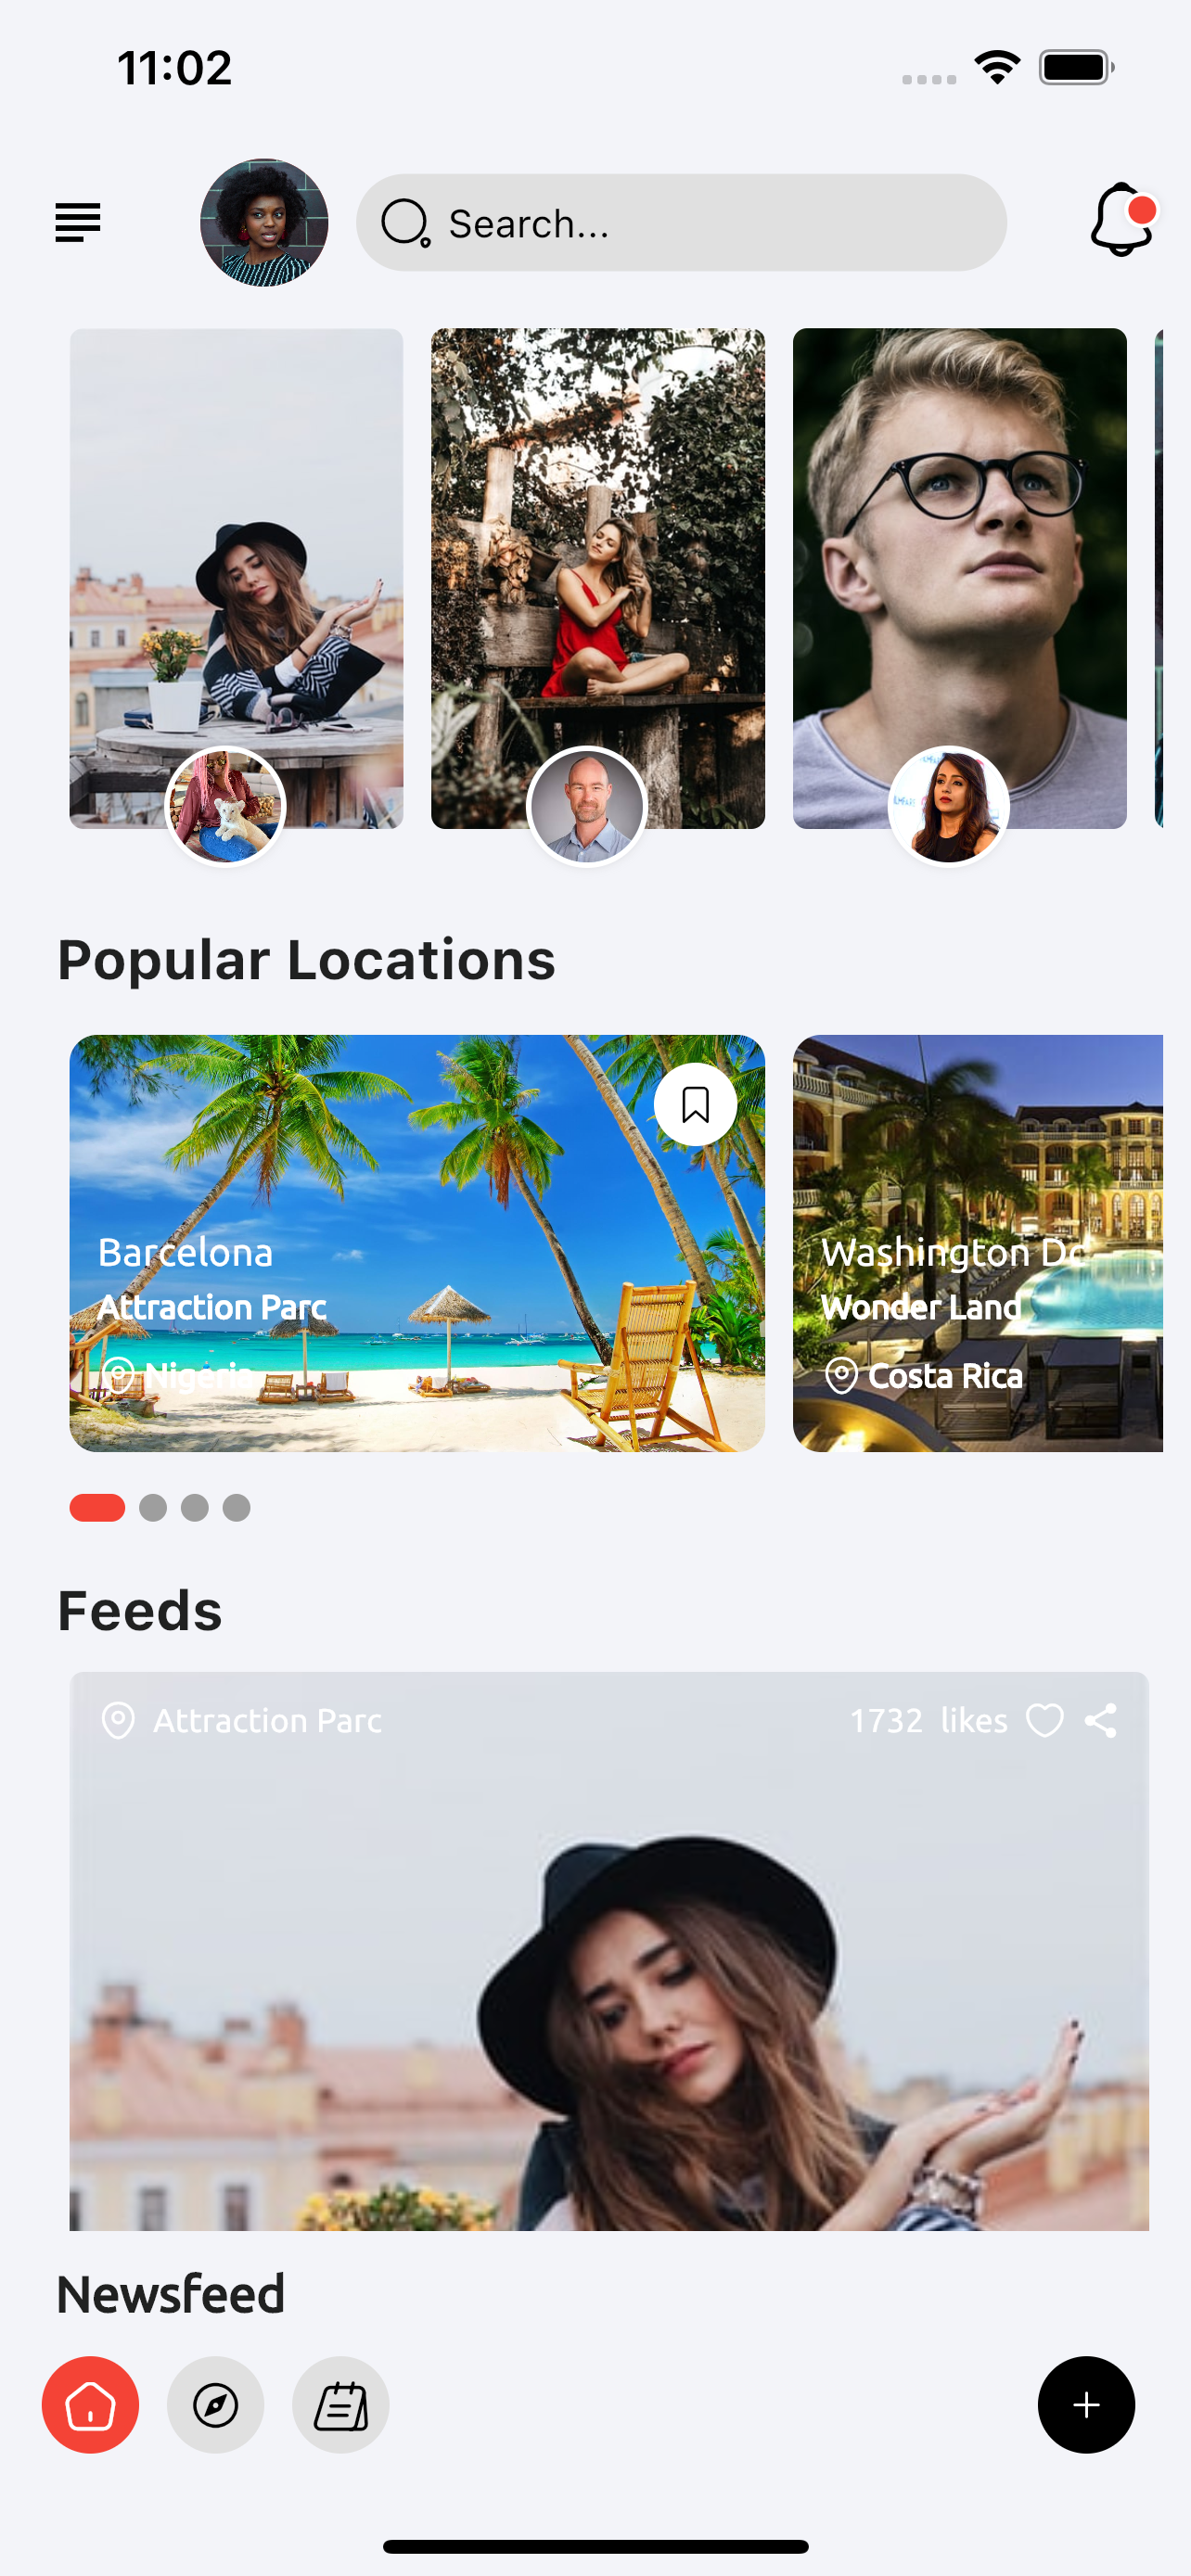 11:02
Search...
Popular Locations
Barcelona
Attraction Parc
Nigeria
Washington Dc
Wonder Land
Costa Rica
Feeds
Attraction Parc
1732 likes
Newsfeed